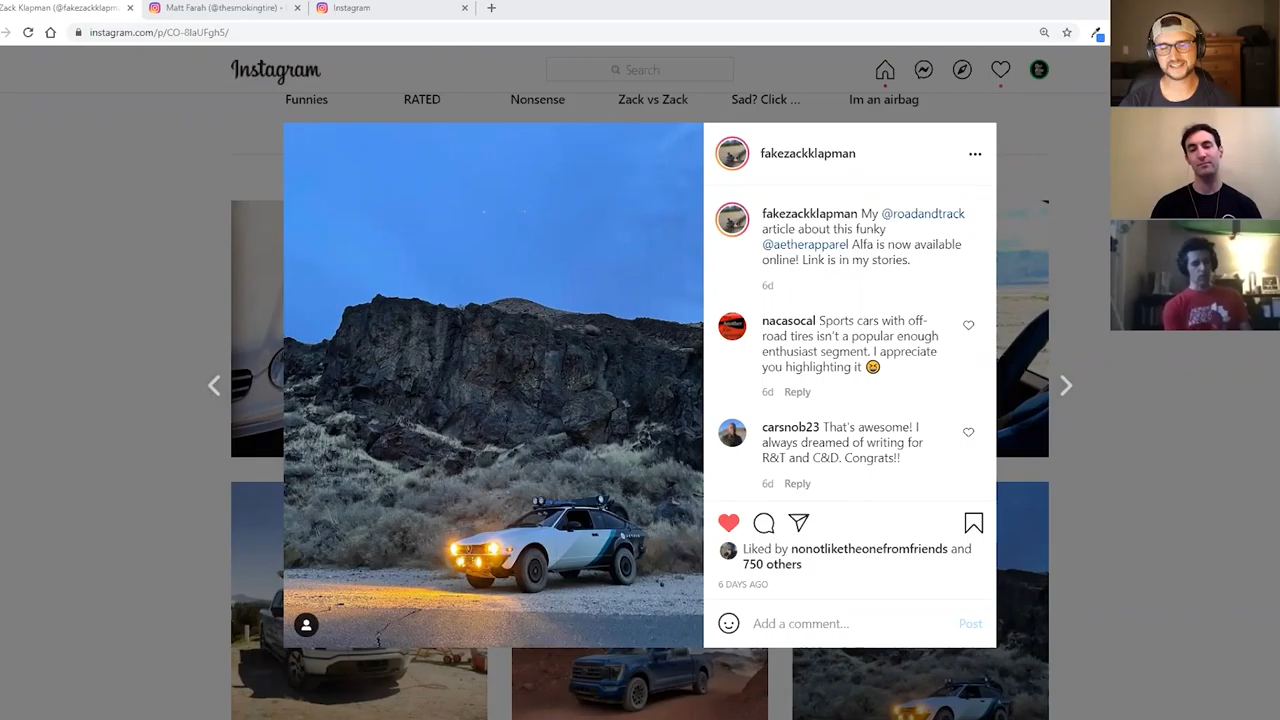 Zack Klapman (@fakezackklapm
Matt Farah (@thesmokingtire) •
Instagram
instagram.com/p/CO-8IaUFgh5/
Instagram
Search
Funnies
RATED
Nonsense
Zack vs Zack
Sad? Click ...
Im an airbag
fakezackklapman
fakezackklapman My @roadandtrack
article about this funky
@aetherapparel Alfa is now available
online! Link is in my stories.
6d
nacasocal Sports cars with off-
road tires isn't a popular enough
enthusiast segment. I appreciate
you highlighting it 😆
6d Reply
carsnob23 That's awesome! I
always dreamed of writing for
R&T and C&D. Congrats!!
6d Reply
Liked by nonotliketheonefromfriends and
750 others
6 DAYS AGO
Add a comment...
Post